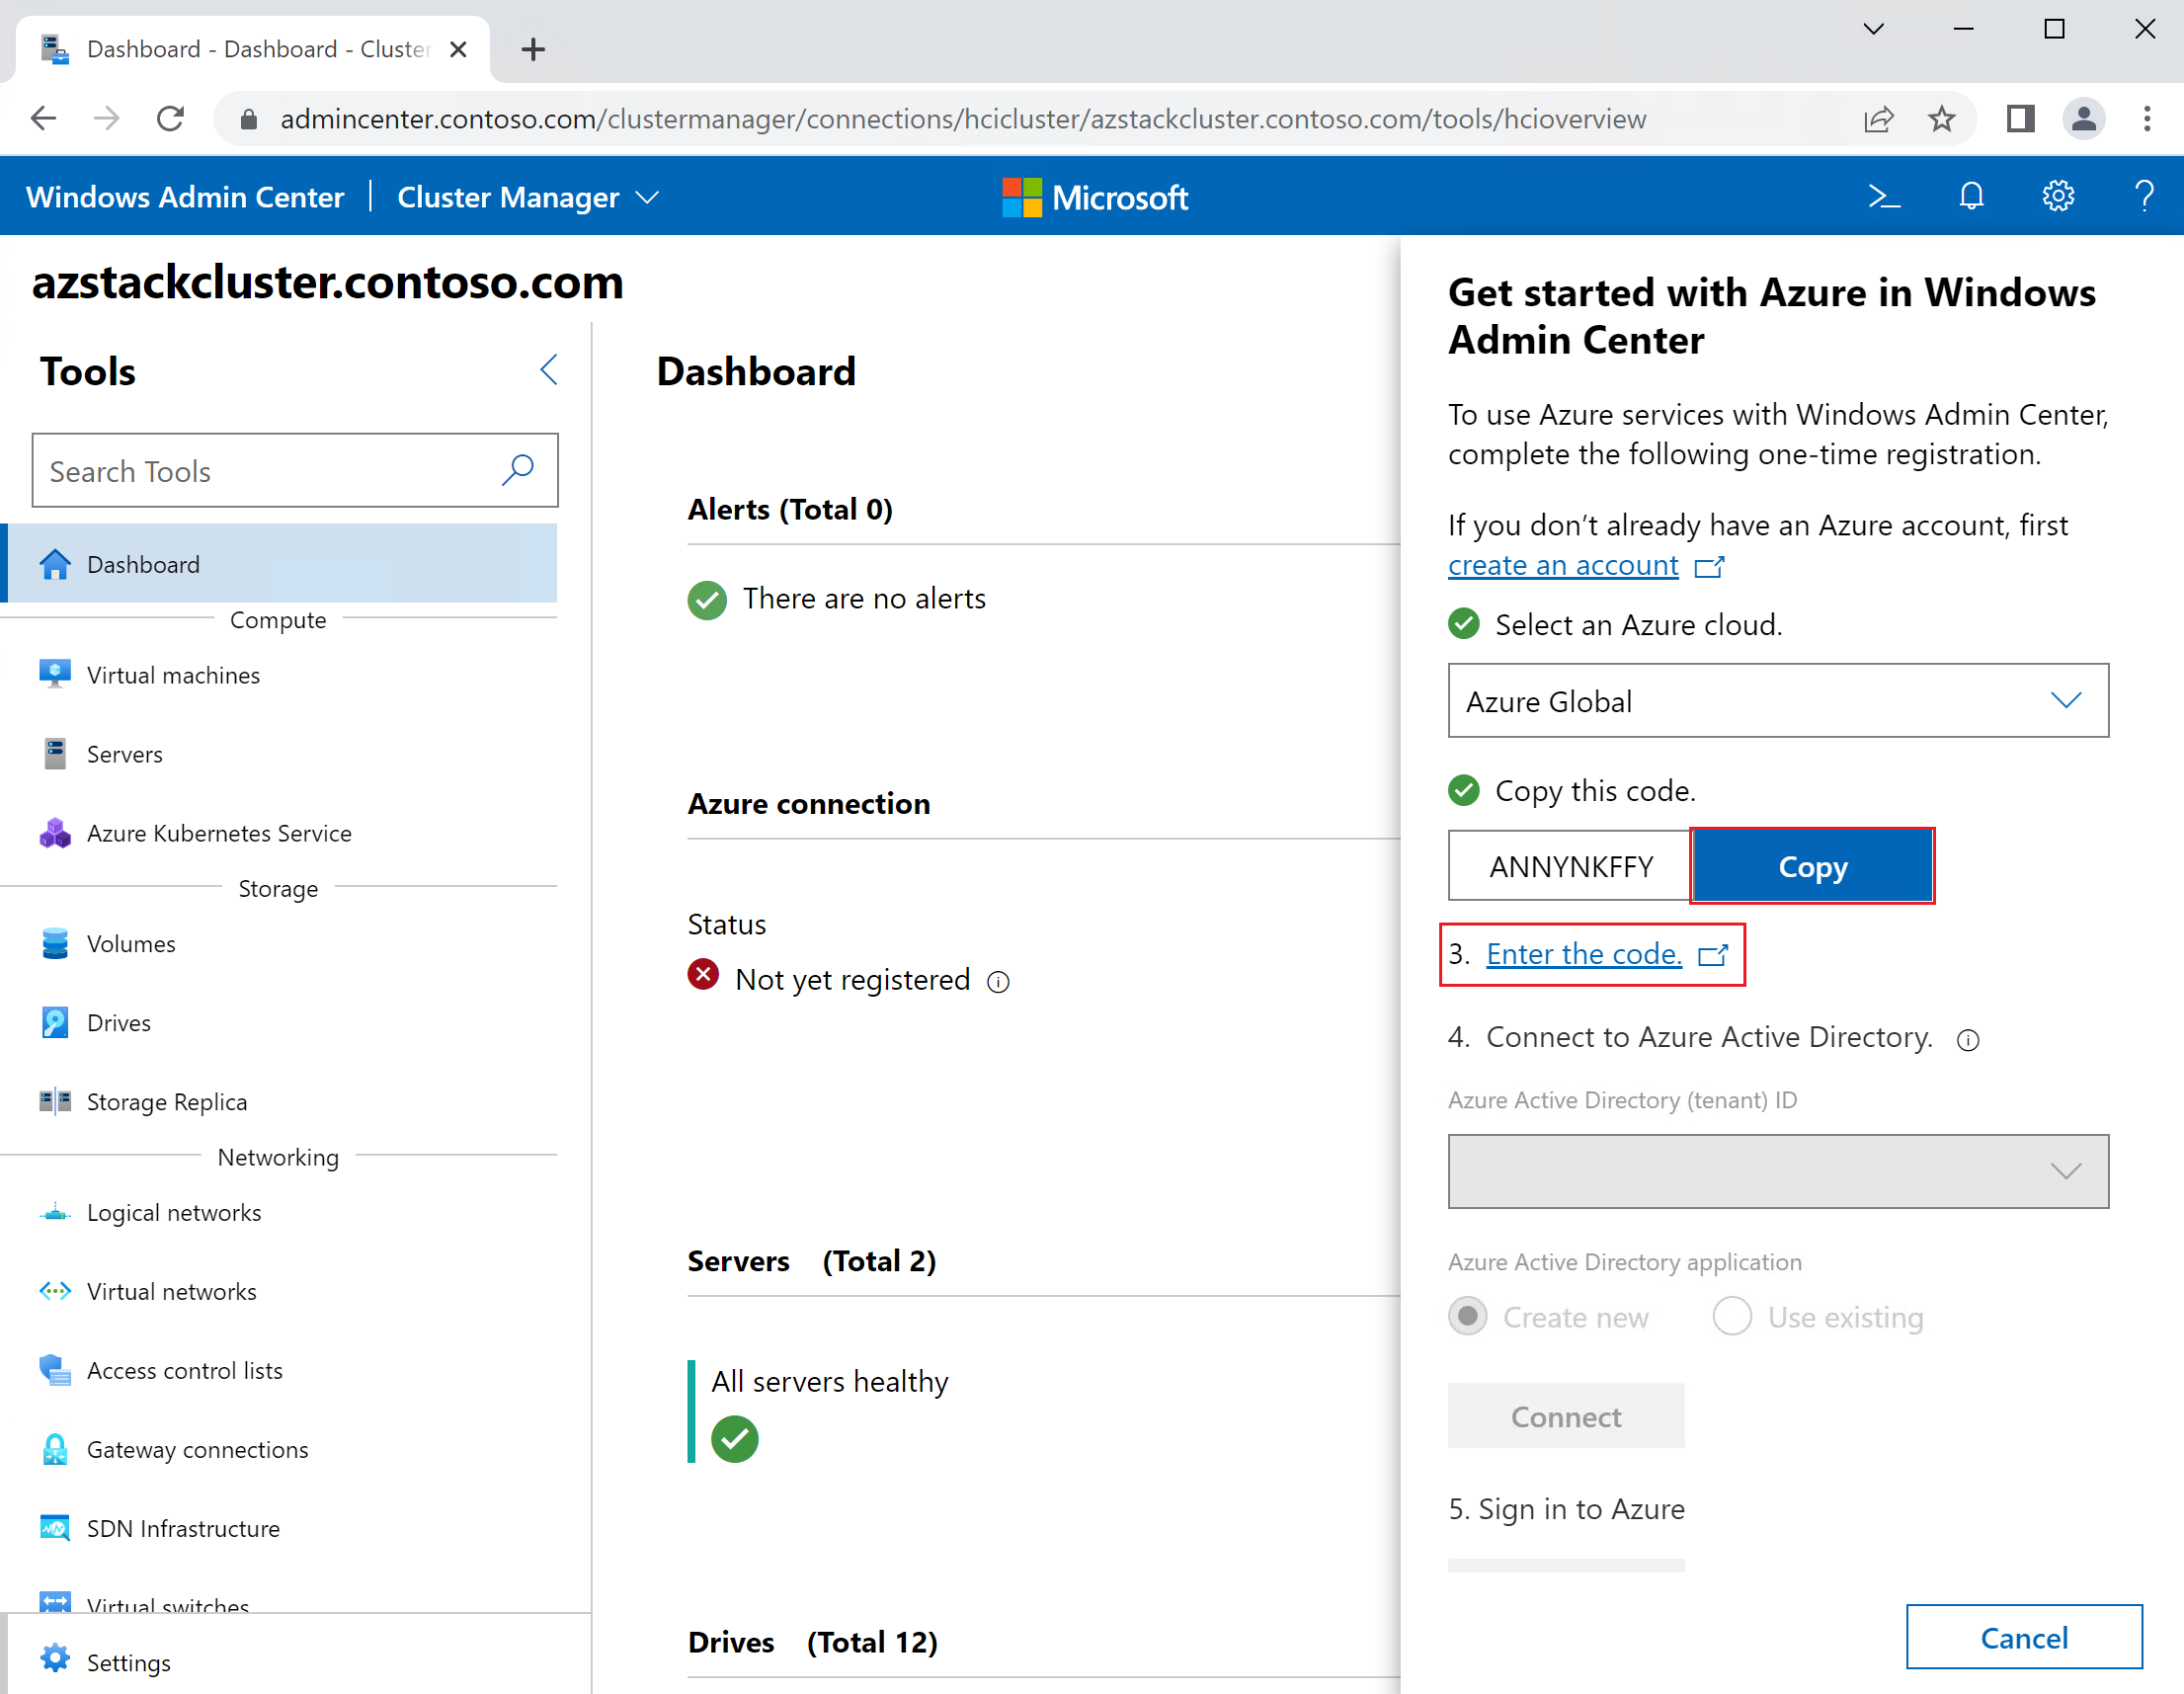 Dashboard - Dashboard - Cluster
admincenter.contoso.com/clustermanager/connections/hcicluster/azstackcluster.contoso.com/tools/hcioverview
Windows Admin Center | Cluster Manager
Microsoft
azstackcluster.contoso.com
Tools
Search Tools
Dashboard
Compute
Virtual machines
Servers
Azure Kubernetes Service
Storage
Volumes
Drives
Storage Replica
Networking
Logical networks
Virtual networks
Access control lists
Gateway connections
SDN Infrastructure
Virtual switches
Settings
Dashboard
Alerts (Total 0)
There are no alerts
Azure connection
Status
Not yet registered
Servers (Total 2)
All servers healthy
Drives (Total 12)
Get started with Azure in Windows
Admin Center
To use Azure services with Windows Admin Center,
complete the following one-time registration.
If you don’t already have an Azure account, first
create an account
Select an Azure cloud.
Azure Global
Copy this code.
ANNYNKFFY
Copy
3. Enter the code.
4. Connect to Azure Active Directory.
Azure Active Directory (tenant) ID
Azure Active Directory application
Create new
Use existing
Connect
5. Sign in to Azure
Cancel